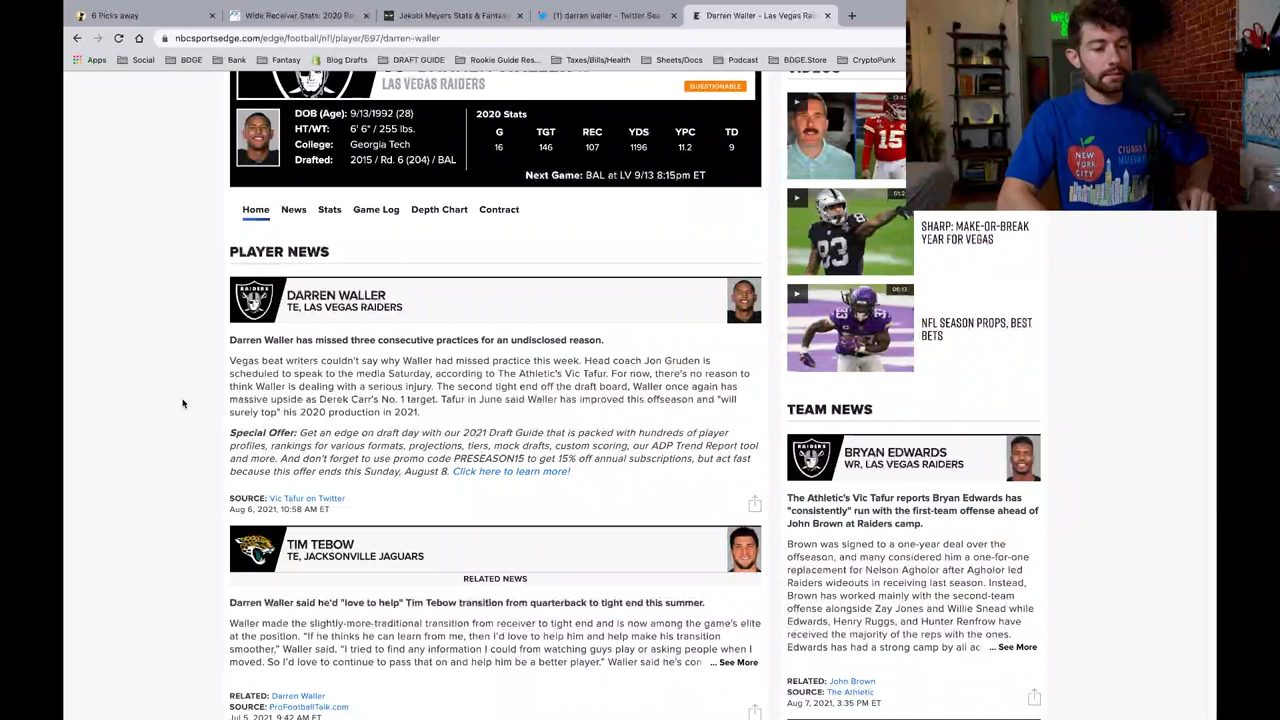 6 Picks away
Wide Receiver Stats: 2020 Re
Jakobi Meyers Stats & Fantas
(1) darren waller - Twitter Sea
Darren Waller - Las Vegas Rai
nbcsportsedge.com/edge/football/nfl/player/697/darren-waller
Apps Social BDGE Bank Fantasy Blog Drafts DRAFT GUIDE Rookie Guide Res... Taxes/Bills/Health Sheets/Docs Podcast BDGE.Store CryptoPunk
LAS VEGAS RAIDERS
QUESTIONABLE
DOB (Age): 9/13/1992 (28)
HT/WT: 6' 6" / 255 lbs.
College: Georgia Tech
Drafted: 2015 / Rd. 6 (204) / BAL
2020 Stats
G TGT REC YDS YPC TD
16 146 107 1196 11.2 9
Next Game: BAL at LV 9/13 8:15pm ET
Home News Stats Game Log Depth Chart Contract
PLAYER NEWS
RAIDERS
DARREN WALLER
TE, LAS VEGAS RAIDERS
Darren Waller has missed three consecutive practices for an undisclosed reason.
Vegas beat writers couldn't say why Waller had missed practice this week. Head coach Jon Gruden is
scheduled to speak to the media Saturday, according to The Athletic's Vic Tafur. For now, there's no reason to
think Waller is dealing with a serious injury. The second tight end off the draft board, Waller once again has
massive upside as Derek Carr's No. 1 target. Tafur in June said Waller has improved this offseason and "will
surely top" his 2020 production in 2021.
Special Offer: Get an edge on draft day with our 2021 Draft Guide that is packed with hundreds of player
profiles, rankings for various formats, projections, tiers, mock drafts, custom scoring, our ADP Trend Report tool
and more. And don't forget to use promo code PRESEASON15 to get 15% off annual subscriptions, but act fast
because this offer ends this Sunday, August 8. Click here to learn more!
SOURCE: Vic Tafur on Twitter
Aug 6, 2021, 10:58 AM ET
TIM TEBOW
TE, JACKSONVILLE JAGUARS
RELATED NEWS
Darren Waller said he'd "love to help" Tim Tebow transition from quarterback to tight end this summer.
Waller made the slightly-more-traditional transition from receiver to tight end and is now among the game's elite
at the position. "If he thinks he can learn from me, then I'd love to help him and help make his transition
smoother," Waller said. "I tried to find any information I could from watching guys play or asking people when I
moved. So I'd love to continue to pass that on and help him be a better player." Waller said he's con ... See More
RELATED: Darren Waller
SOURCE: ProFootballTalk.com
Jul 5, 2021, 9:42 AM ET
13:42
15
83
SHARP: MAKE-OR-BREAK
YEAR FOR VEGAS
06:13
33
NFL SEASON PROPS, BEST
BETS
TEAM NEWS
RAIDERS
BRYAN EDWARDS
WR, LAS VEGAS RAIDERS
The Athletic's Vic Tafur reports Bryan Edwards has
"consistently" run with the first-team offense ahead of
John Brown at Raiders camp.
Brown was signed to a one-year deal over the
offseason, and many considered him a one-for-one
replacement for Nelson Agholor after Agholor led
Raiders wideouts in receiving last season. Instead,
Brown has worked mainly with the second-team
offense alongside Zay Jones and Willie Snead while
Edwards, Henry Ruggs, and Hunter Renfrow have
received the majority of the reps with the ones.
Edwards has had a strong camp by all ac ... See More
RELATED: John Brown
SOURCE: The Athletic
Aug 7, 2021, 3:35 PM ET
NEW
YORK
CITY